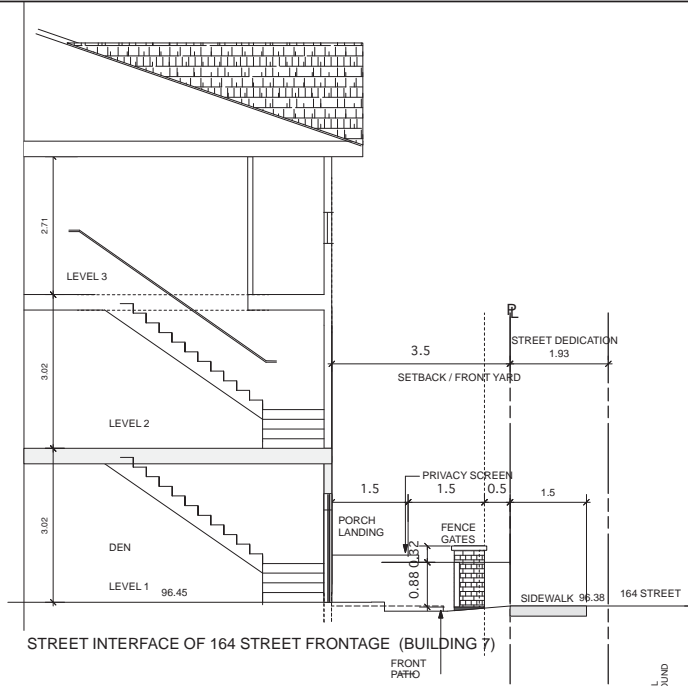 2.71
LEVEL 3
PL
STREET DEDICATION
1.93
3.5
SETBACK / FRONT YARD
3.02
LEVEL 2
PRIVACY SCREEN
1.5
1.5
0.5
1.5
PORCH
LANDING
FENCE
GATES
3.02
DEN
0.32
0.88
LEVEL 1
96.45
SIDEWALK
96.38
164 STREET
STREET INTERFACE OF 164 STREET FRONTAGE (BUILDING 7)
FRONT
PATIO